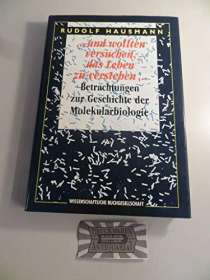 RUDOLF HAUSMANN
„...und wollten
versuchen,
das Leben
zu verstehen...“
Betrachtungen
zur Geschichte der
Molekularbiologie
WISSENSCHAFTLICHE BUCHGESELLSCHAFT